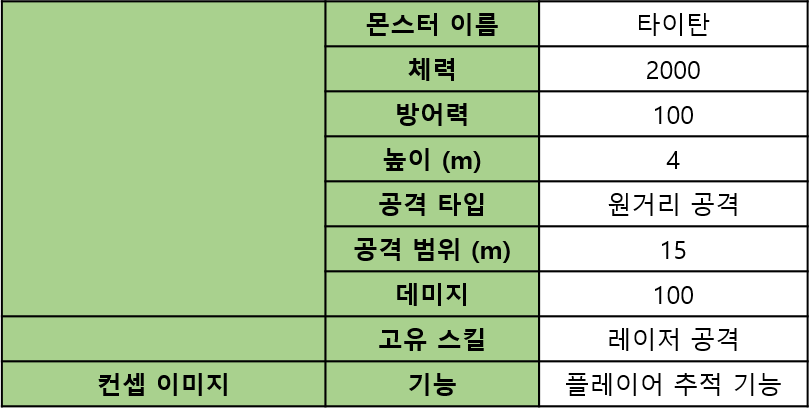 몬스터 이름 타이탄
체력 2000
방어력 100
높이 (m) 4
공격 타입 원거리 공격
공격 범위 (m) 15
데미지 100
고유 스킬 레이저 공격
컨셉 이미지 기능 플레이어 추적 기능